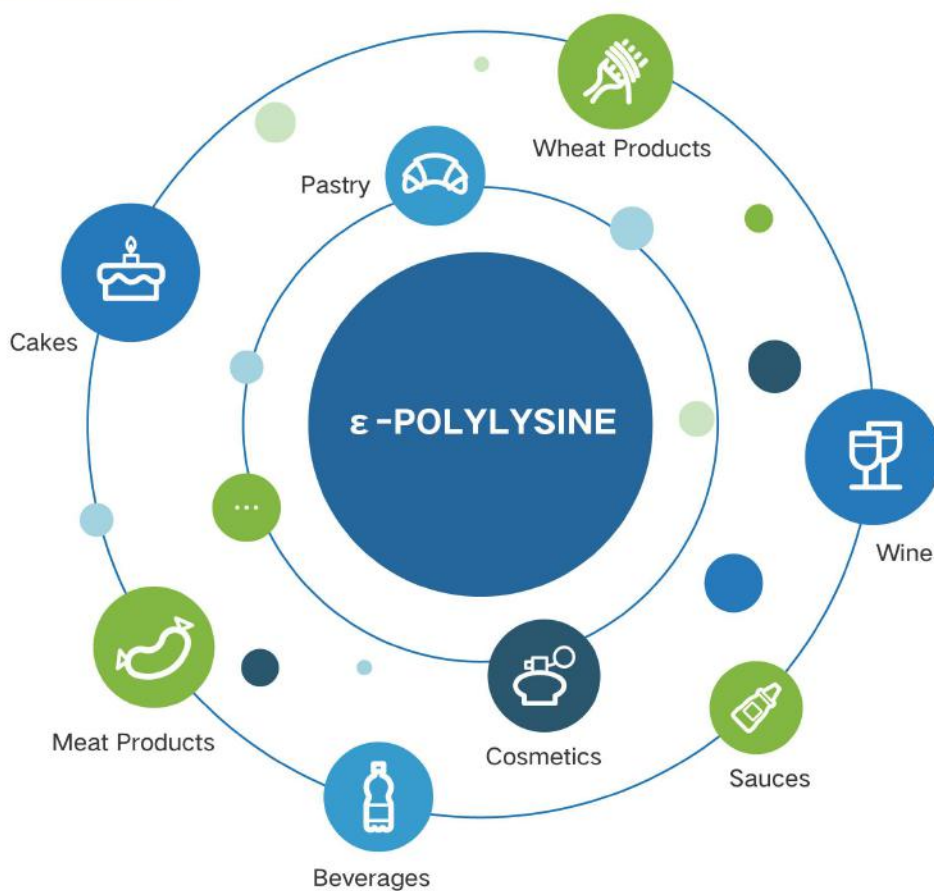 Wheat Products
Pastry
Cakes
ε-POLYLYSINE
...
Wine
Meat Products
Cosmetics
Sauces
Beverages